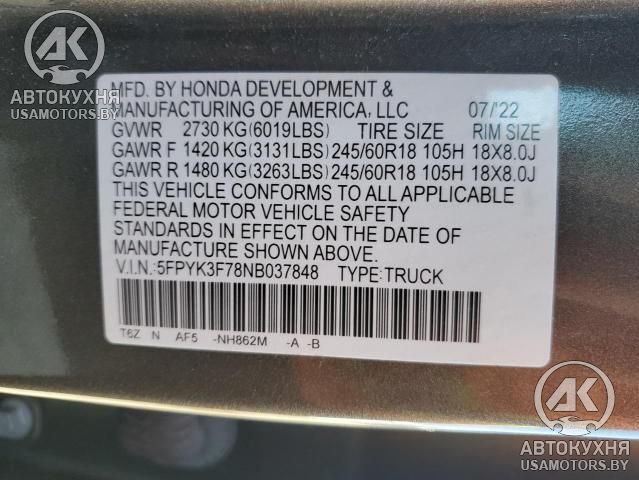 AK
АВТОКУХНЯ
USAMOTORS.BY
MFD. BY HONDA DEVELOPMENT &
MANUFACTURING OF AMERICA, LLC 07/'22
GVWR 2730 KG(6019LBS) TIRE SIZE RIM SIZE
GAWR F 1420 KG(3131LBS) 245/60R18 105H 18X8.0J
GAWR R 1480 KG(3263LBS) 245/60R18 105H 18X8.0J
THIS VEHICLE CONFORMS TO ALL APPLICABLE
FEDERAL MOTOR VEHICLE SAFETY
STANDARDS IN EFFECT ON THE DATE OF
MANUFACTURE SHOWN ABOVE.
V.I.N.:5FPYK3F78NB037848 TYPE:TRUCK
T6Z N AF5 -NH862M -A -B
AK
АВТОКУХНЯ
USAMOTORS.BY